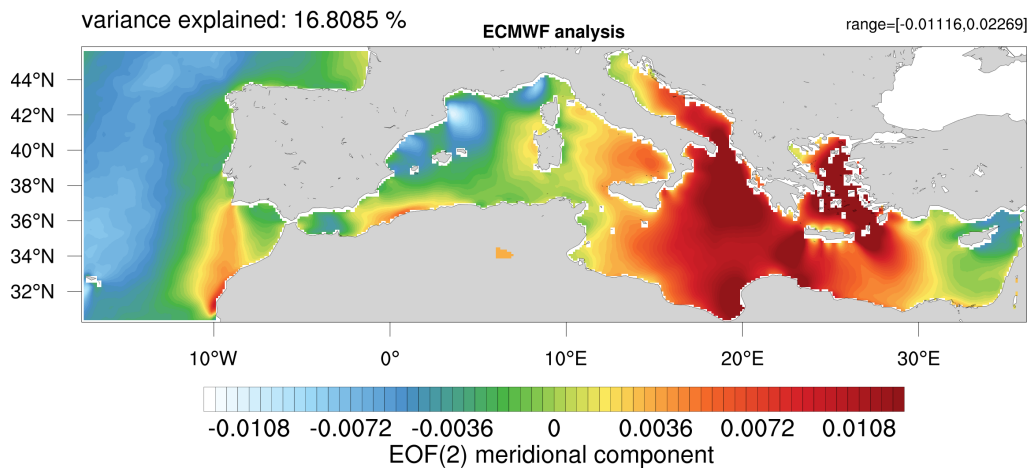 variance explained: 16.8085 %
ECMWF analysis
range=[-0.01116,0.02269]
44°N
42°N
40°N
38°N
36°N
34°N
32°N
10°W 0° 10°E 20°E 30°E
-0.0108 -0.0072 -0.0036 0 0.0036 0.0072 0.0108
EOF(2) meridional component